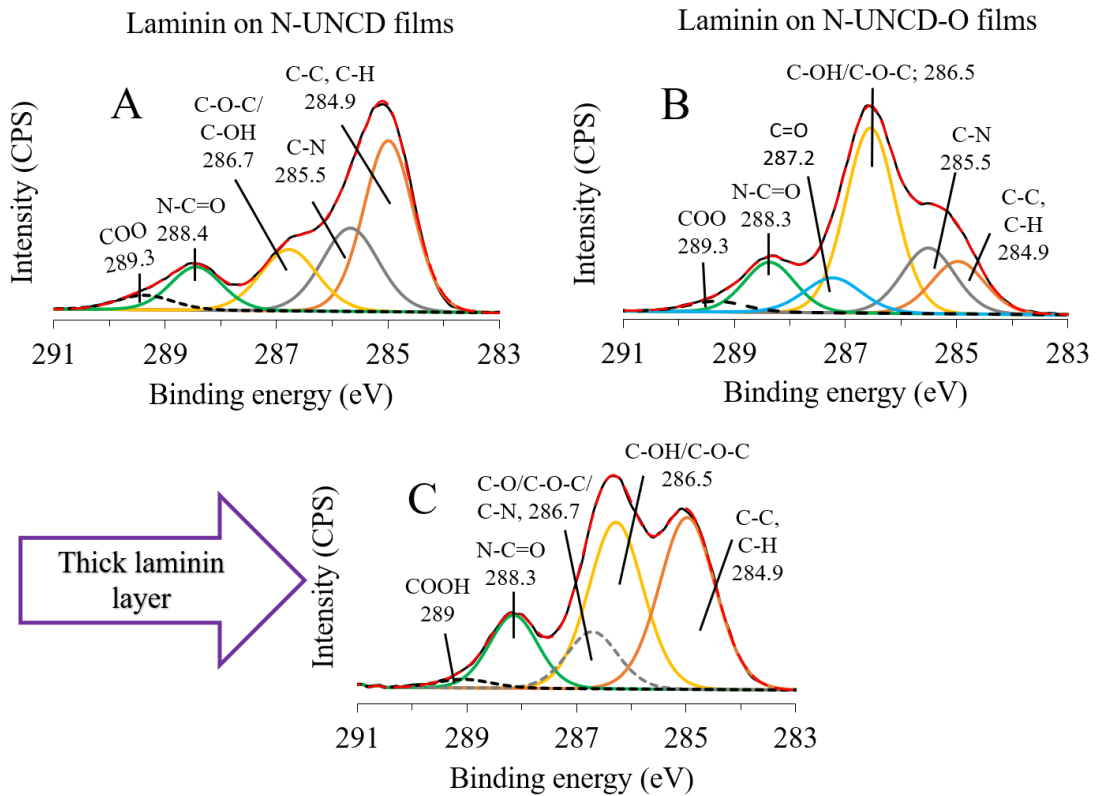 Laminin on N-UNCD films
A
C-C, C-H
284.9
C-O-C/
C-OH
286.7
C-N
285.5
N-C=O
288.4
COO
289.3
Intensity (CPS)
291 289 287 285 283
Binding energy (eV)
Laminin on N-UNCD-O films
B
C-OH/C-O-C; 286.5
C=O
287.2
C-N
285.5
N-C=O
288.3
C-C,
C-H
284.9
COO
289.3
Intensity (CPS)
291 289 287 285 283
Binding energy (eV)
Thick laminin
layer
C
C-OH/C-O-C
286.5
C-O/C-O-C/
C-N, 286.7
N-C=O
288.3
C-C,
C-H
284.9
COOH
289
Intensity (CPS)
291 289 287 285 283
Binding energy (eV)